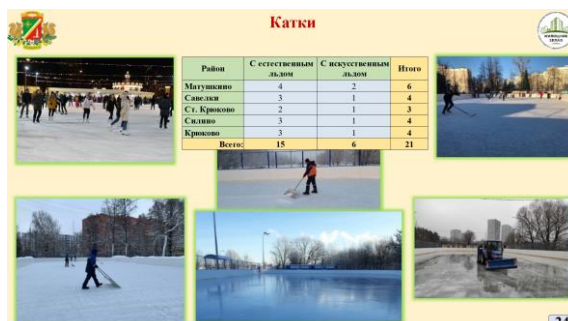 Катки
Район С естественным льдом С искусственным льдом Итого
Матушкино 4 2 6
Савелки 3 1 4
Ст. Крюково 2 1 3
Силино 3 1 4
Крюково 3 1 4
Всего: 15 6 21